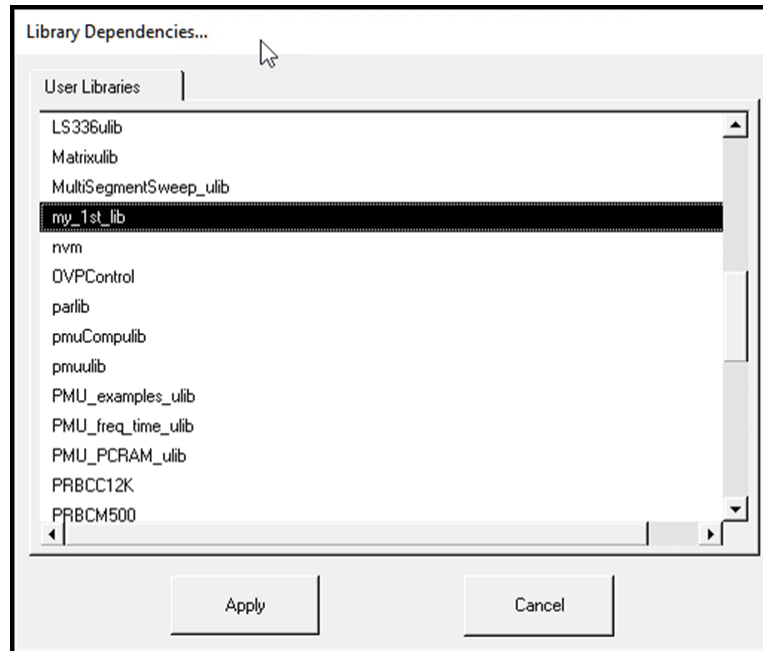 Library Dependencies...
User Libraries
LS336ulib
Matrixulib
MultiSegmentSweep_ulib
my_1st_lib
nvm
OVPControl
parlib
pmuCompulib
pmuulib
PMU_examples_ulib
PMU_freq_time_ulib
PMU_PCRAM_ulib
PRBCC12K
PRBCM500
Apply
Cancel